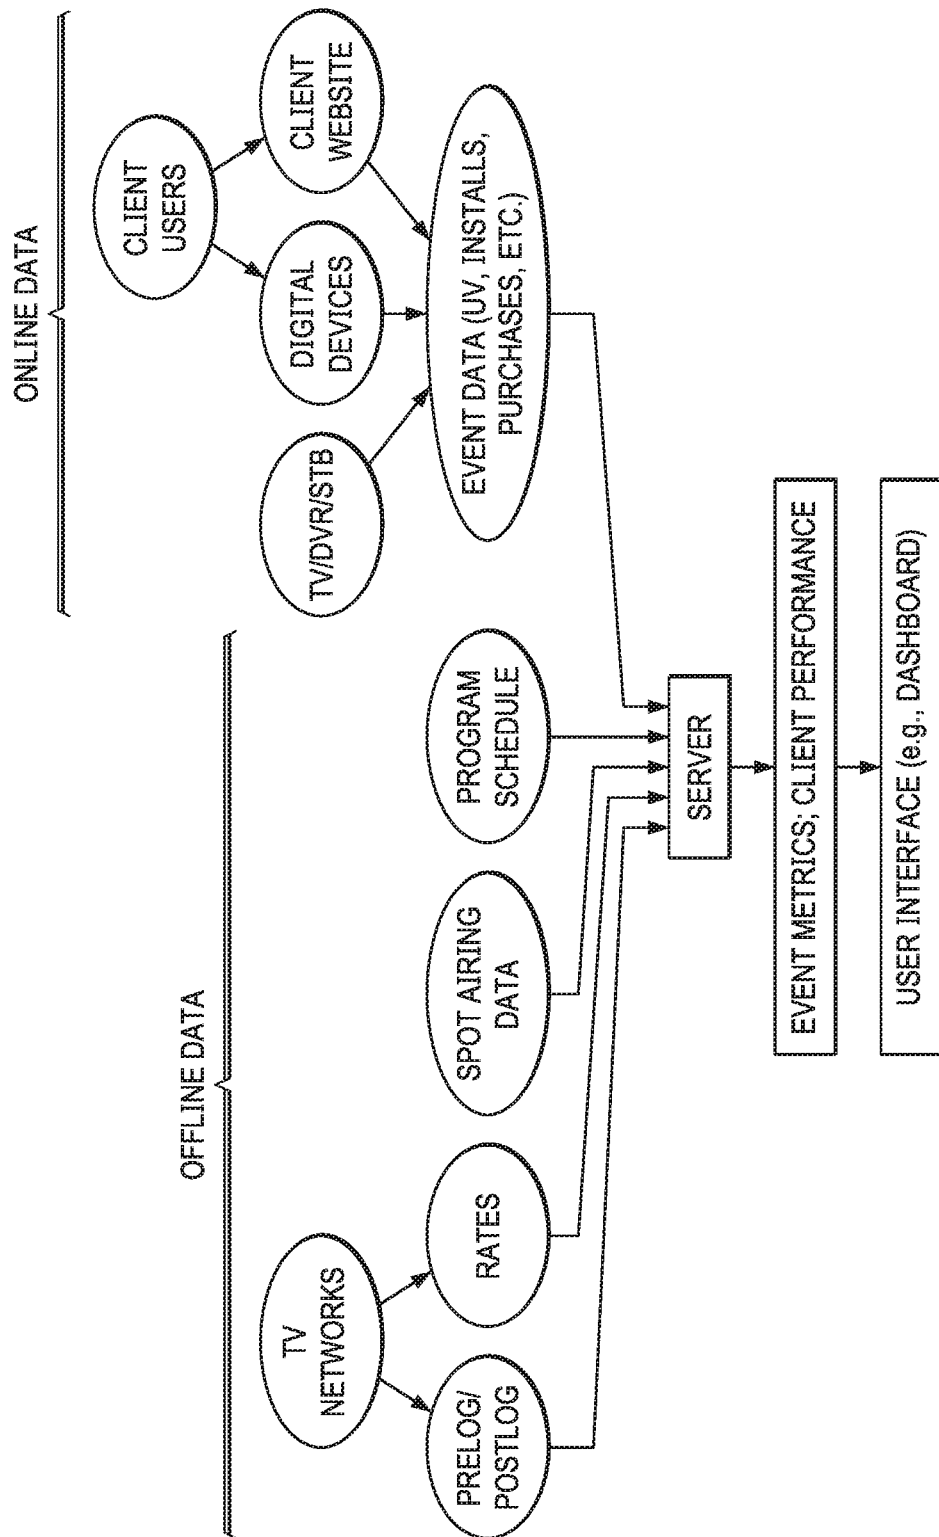 ONLINE DATA
OFFLINE DATA
CLIENT
USERS
TV
NETWORKS
TV/DVR/STB
DIGITAL
DEVICES
CLIENT
WEBSITE
PRELOG/
POSTLOG
RATES
SPOT AIRING
DATA
PROGRAM
SCHEDULE
EVENT DATA (UV, INSTALLS,
PURCHASES, ETC.)
SERVER
EVENT METRICS; CLIENT PERFORMANCE
USER INTERFACE (e.g., DASHBOARD)